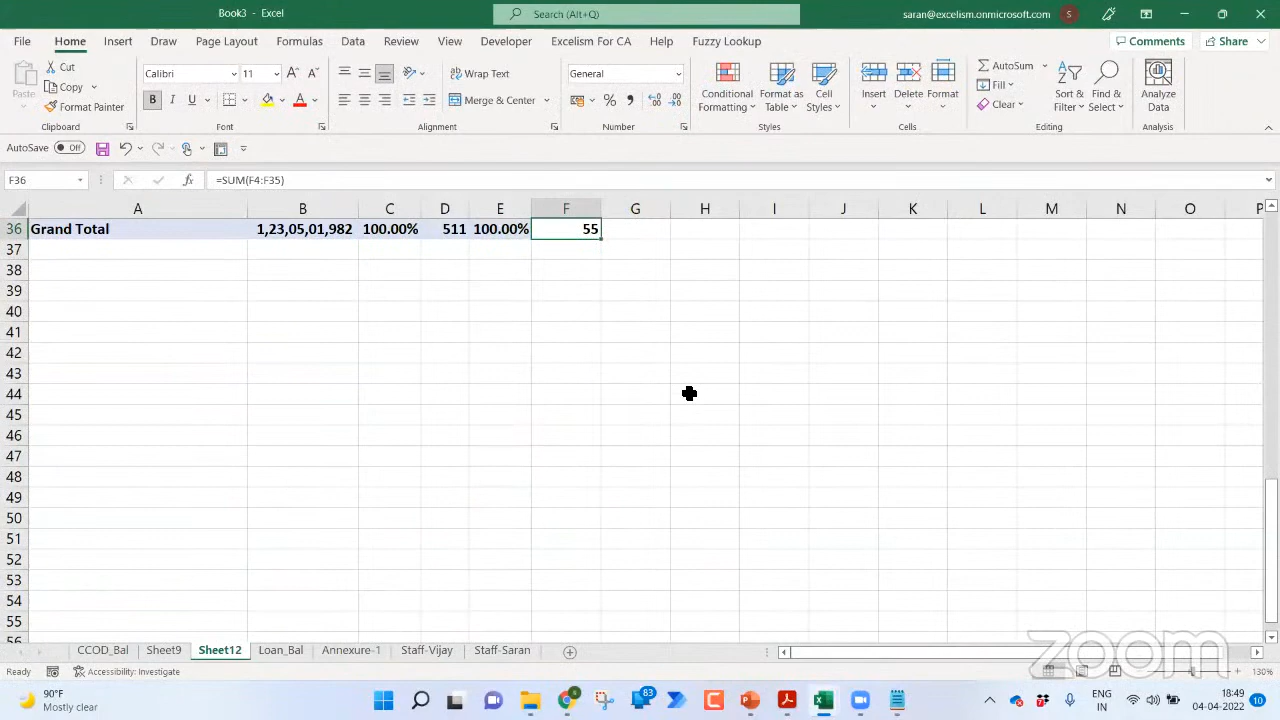 Book3 - Excel
Search (Alt+Q)
saran@excelism.onmicrosoft.com
S
File Home Insert Draw Page Layout Formulas Data Review View Developer Excelism For CA Help Fuzzy Lookup
Comments Share
Paste
Cut
Copy
Format Painter
Clipboard
Calibri 11
B I U
Font
Wrap Text
Merge & Center
Alignment
General
Number
Conditional Formatting
Format as Table
Cell Styles
Styles
Insert Delete Format
Cells
AutoSum
Fill
Clear
Sort & Filter
Find & Select
Editing
Analyze Data
Analysis
AutoSave Off
F36
fx
=SUM(F4:F35)
A B C D E F G H I J K L M N O P
36 Grand Total 1,23,05,01,982 100.00% 511 100.00% 55
37
38
39
40
41
42
43
44
45
46
47
48
49
50
51
52
53
54
55
56
CCOD_Bal Sheet9 Sheet12 Loan_Bal Annexure- Staff-Vijay Staff-Saran
zoom
Ready
Accessibility: Investigate
130%
90°F
Mostly clear
83
6
7
ENG
IN
18:49
04-04-2022
10